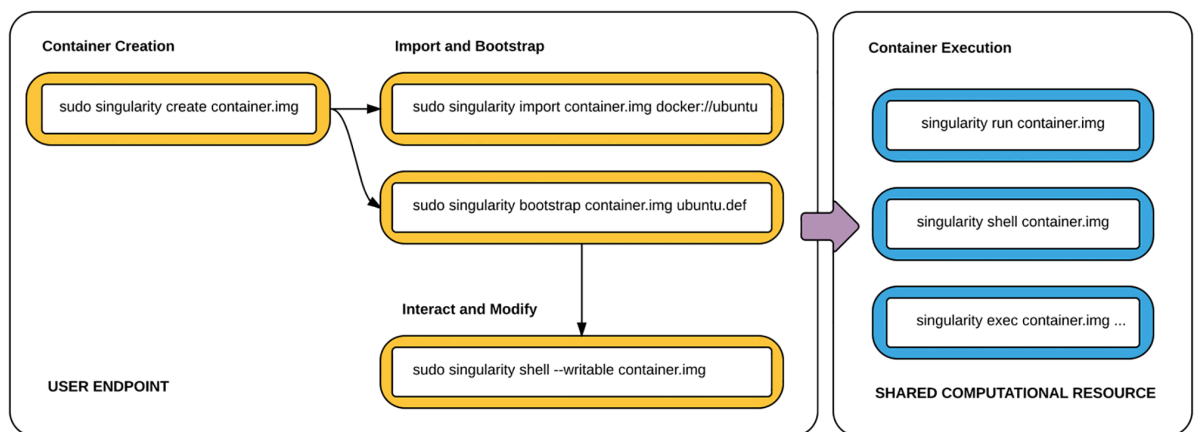 Container Creation
sudo singularity create container.img
Import and Bootstrap
sudo singularity import container.img docker://ubuntu
sudo singularity bootstrap container.img ubuntu.def
Interact and Modify
sudo singularity shell --writable container.img
USER ENDPOINT
Container Execution
singularity run container.img
singularity shell container.img
singularity exec container.img ...
SHARED COMPUTATIONAL RESOURCE